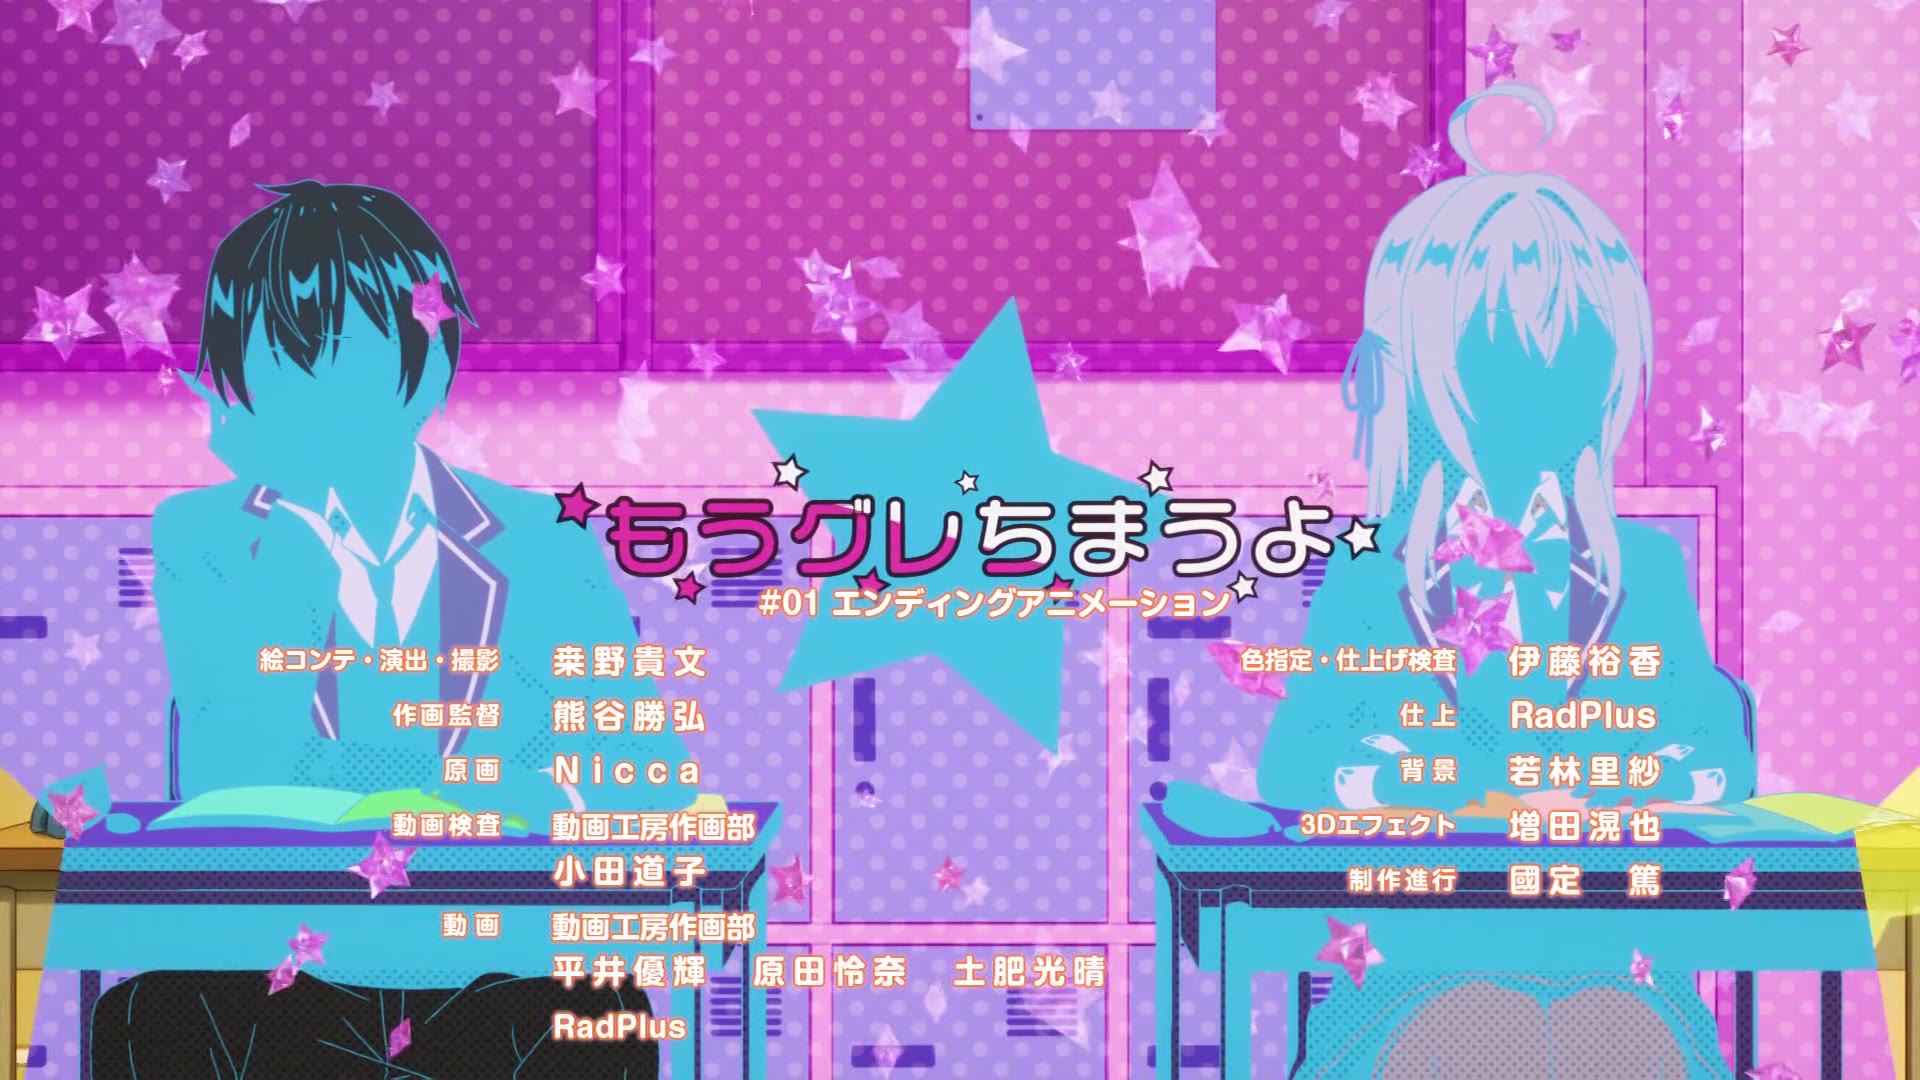 もうグレちまうよ
#01 エンディングアニメーション
絵コンテ・演出・撮影 桒野貴文
作画監督 熊谷勝弘
原画 Nicca
動画検査 動画工房作画部
小田道子
動画 動画工房作画部
平井優輝 原田怜奈 土肥光晴
RadPlus
色指定・仕上げ検査 伊藤裕香
仕上 RadPlus
背景 若林里紗
3Dエフェクト 増田滉也
制作進行 國定 篤